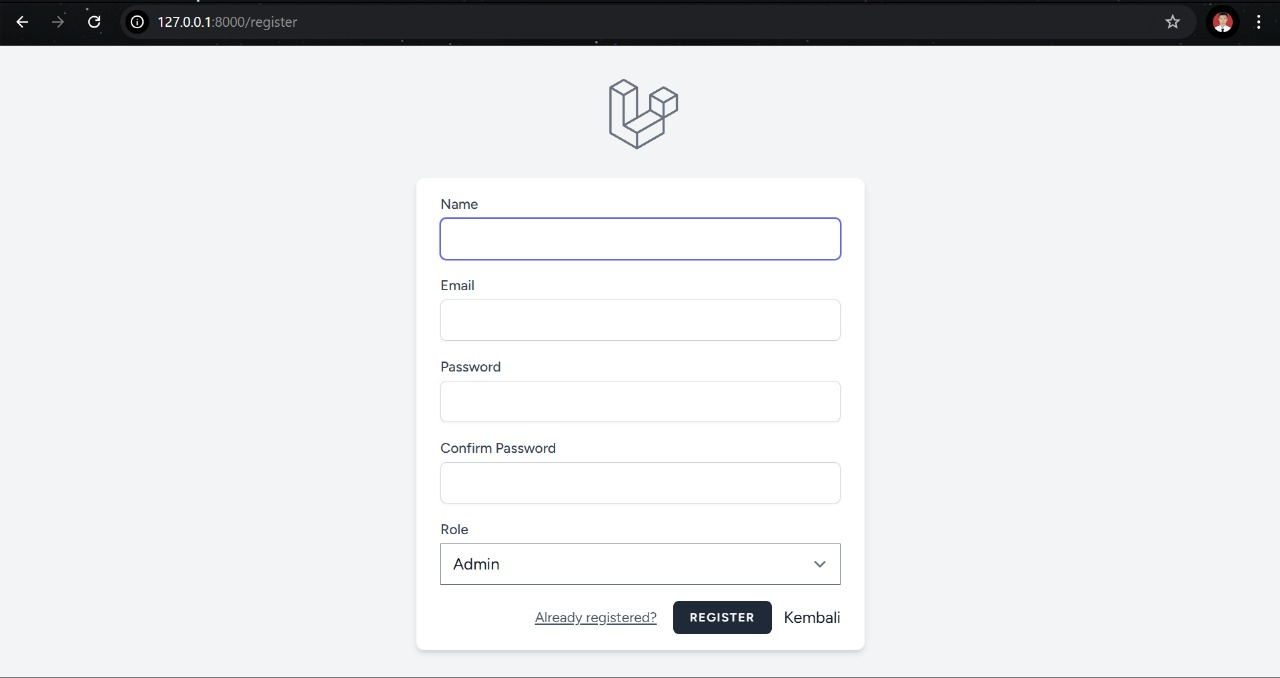 127.0.0.1:8000/register
Name
Email
Password
Confirm Password
Role
Admin
Already registered? REGISTER Kembali